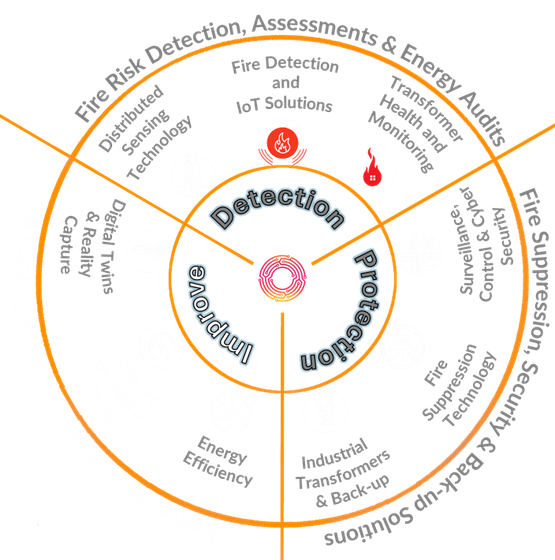 Fire Risk Detection, Assessments & Energy Audits
Distributed
Sensing
Technology
Fire Detection
and
IoT Solutions
Transformer
Health and
Monitoring
Detection
Fire Suppression, Security & Back-up Solutions
Surveillance,
Control & Cyber
Security
Fire
Suppression
Technology
Industrial
Transformers
& Back-up
Protection
Digital Twins
& Reality
Capture
Energy
Efficiency
Improve